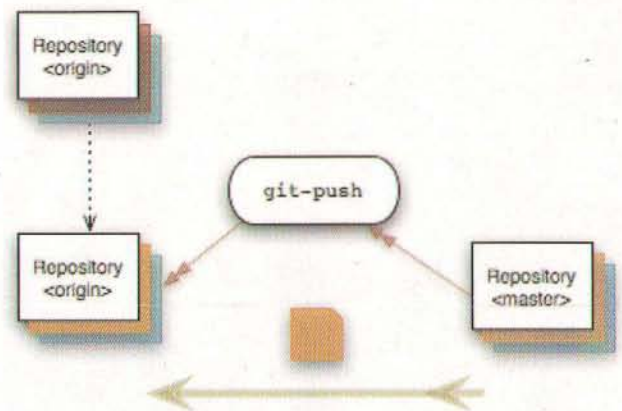 Repository
<origin>
git-push
Repository
<origin>
Repository
<master>